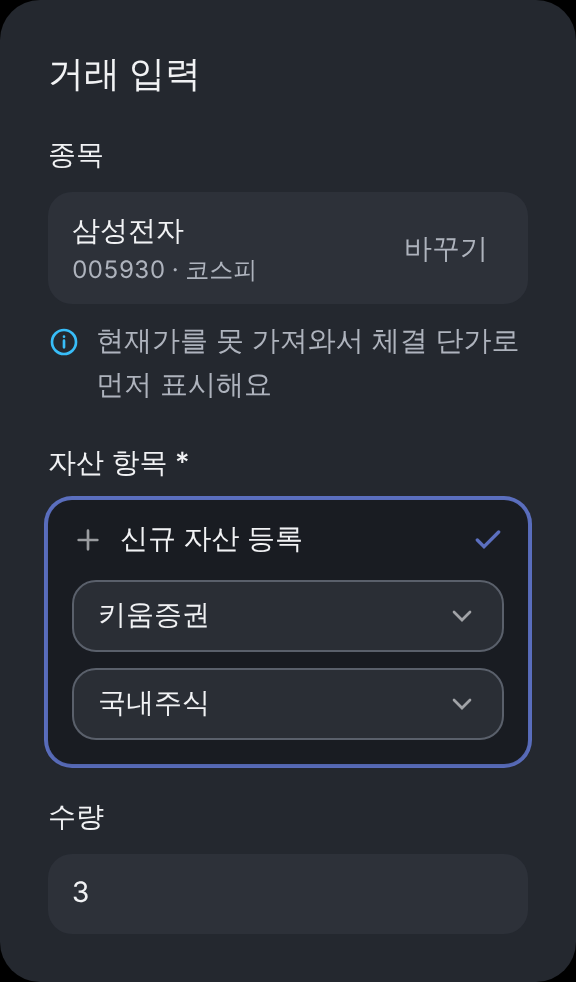 거래 입력
종목
삼성전자
005930 · 코스피
바꾸기
현재가를 못 가져와서 체결 단가로
먼저 표시해요
자산 항목 *
신규 자산 등록
키움증권
국내주식
수량
3